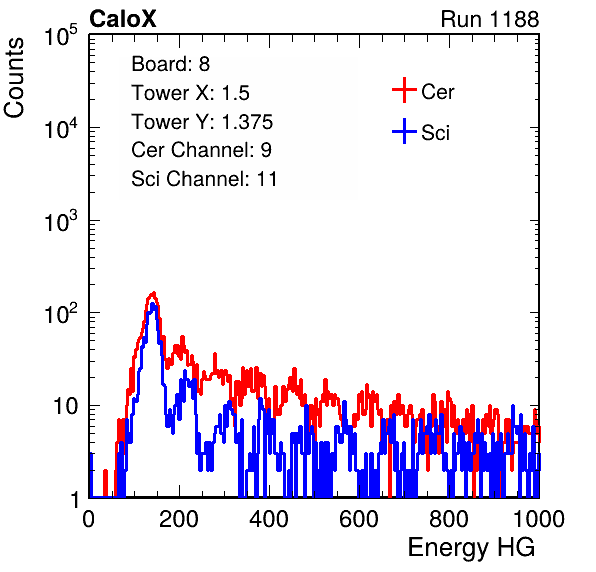 CaloX Run 1188
Counts
Board: 8
Tower X: 1.5
Tower Y: 1.375
Cer Channel: 9
Sci Channel: 11
Cer
Sci
10^5
10^4
10^3
10^2
10
1
0 200 400 600 800 1000
Energy HG